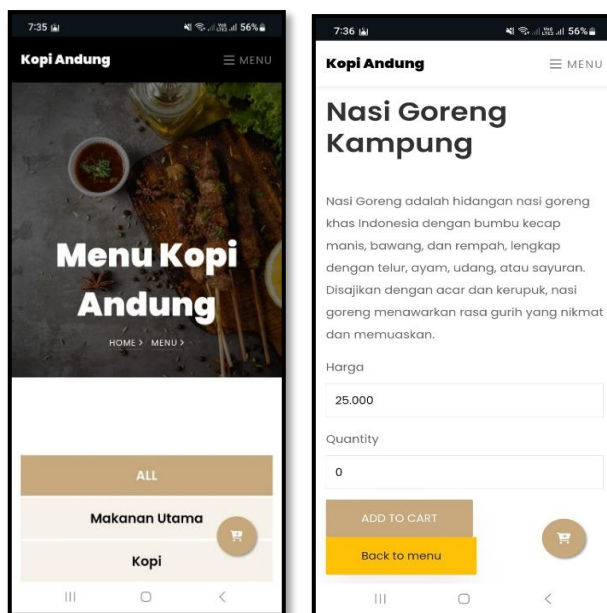 7:35
56%
Kopi Andung
MENU
Menu Kopi
Andung
HOME > MENU >
ALL
Makanan Utama
Kopi
7:36
56%
Kopi Andung
MENU
Nasi Goreng
Kampung
Nasi Goreng adalah hidangan nasi goreng
khas Indonesia dengan bumbu kecap
manis, bawang, dan rempah, lengkap
dengan telur, ayam, udang, atau sayuran.
Disajikan dengan acar dan kerupuk, nasi
goreng menawarkan rasa gurih yang nikmat
dan memuaskan.
Harga
25.000
Quantity
0
ADD TO CART
Back to menu